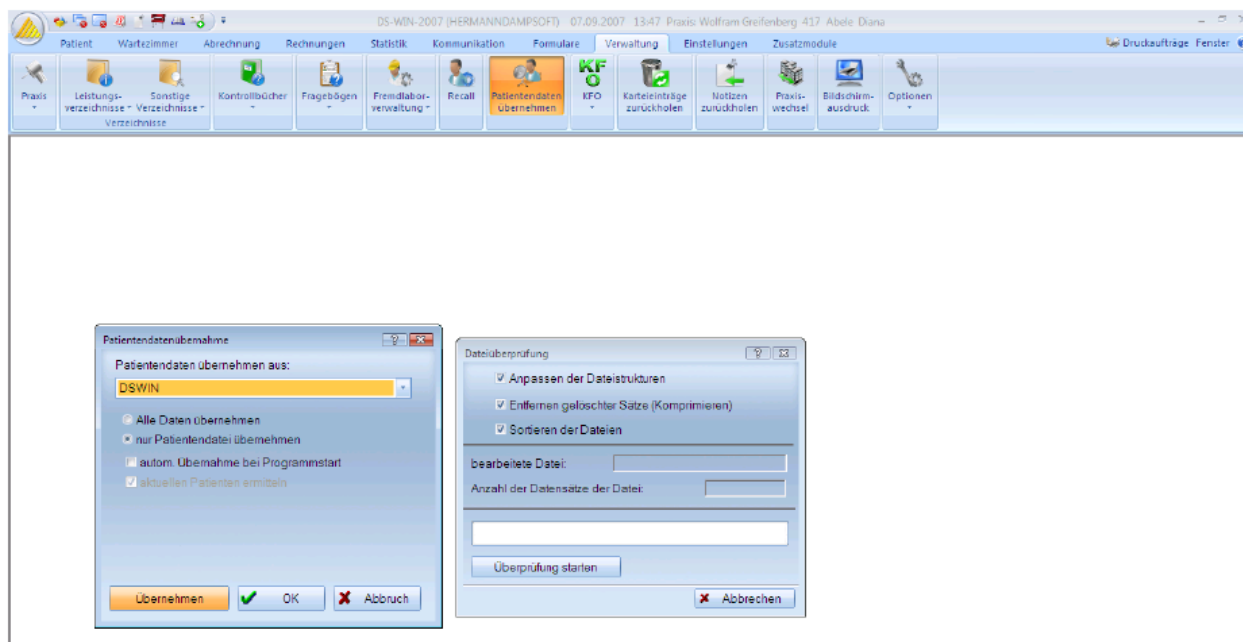 DS-WIN-2007 (HERMANNDAMPSOFT) 07.09.2007 13:47 Praxis: Wolfram Greifenberg 417 Abele Diana
Patient Wartezimmer Abrechnung Rechnungen Statistik Kommunikation Formulare Verwaltung Einstellungen Zusatzmodule Druckaufträge Fenster
Praxis
Leistungs-
verzeichnisse
Sonstige
Verzeichnisse
Kontrollbücher
Fragebögen
Fremdlabor-
verwaltung
Recall
Patientendaten
übernehmen
KFO
KFO
Karteieinträge
zurückholen
Notizen
zurückholen
Praxis-
wechsel
Bildschirm-
ausdruck
Optionen
Verzeichnisse
Patientendatenübernahme
Patientendaten übernehmen aus:
DSWIN
Alle Daten übernehmen
nur Patientendatei übernehmen
autom. Übernahme bei Programmstart
aktuellen Patienten ermitteln
Übernehmen OK Abbruch
Dateiüberprüfung
Anpassen der Dateistrukturen
Entfernen gelöschter Sätze (Komprimieren)
Sortieren der Dateien
bearbeitete Datei:
Anzahl der Datensätze der Datei:
Überprüfung starten
Abbrechen